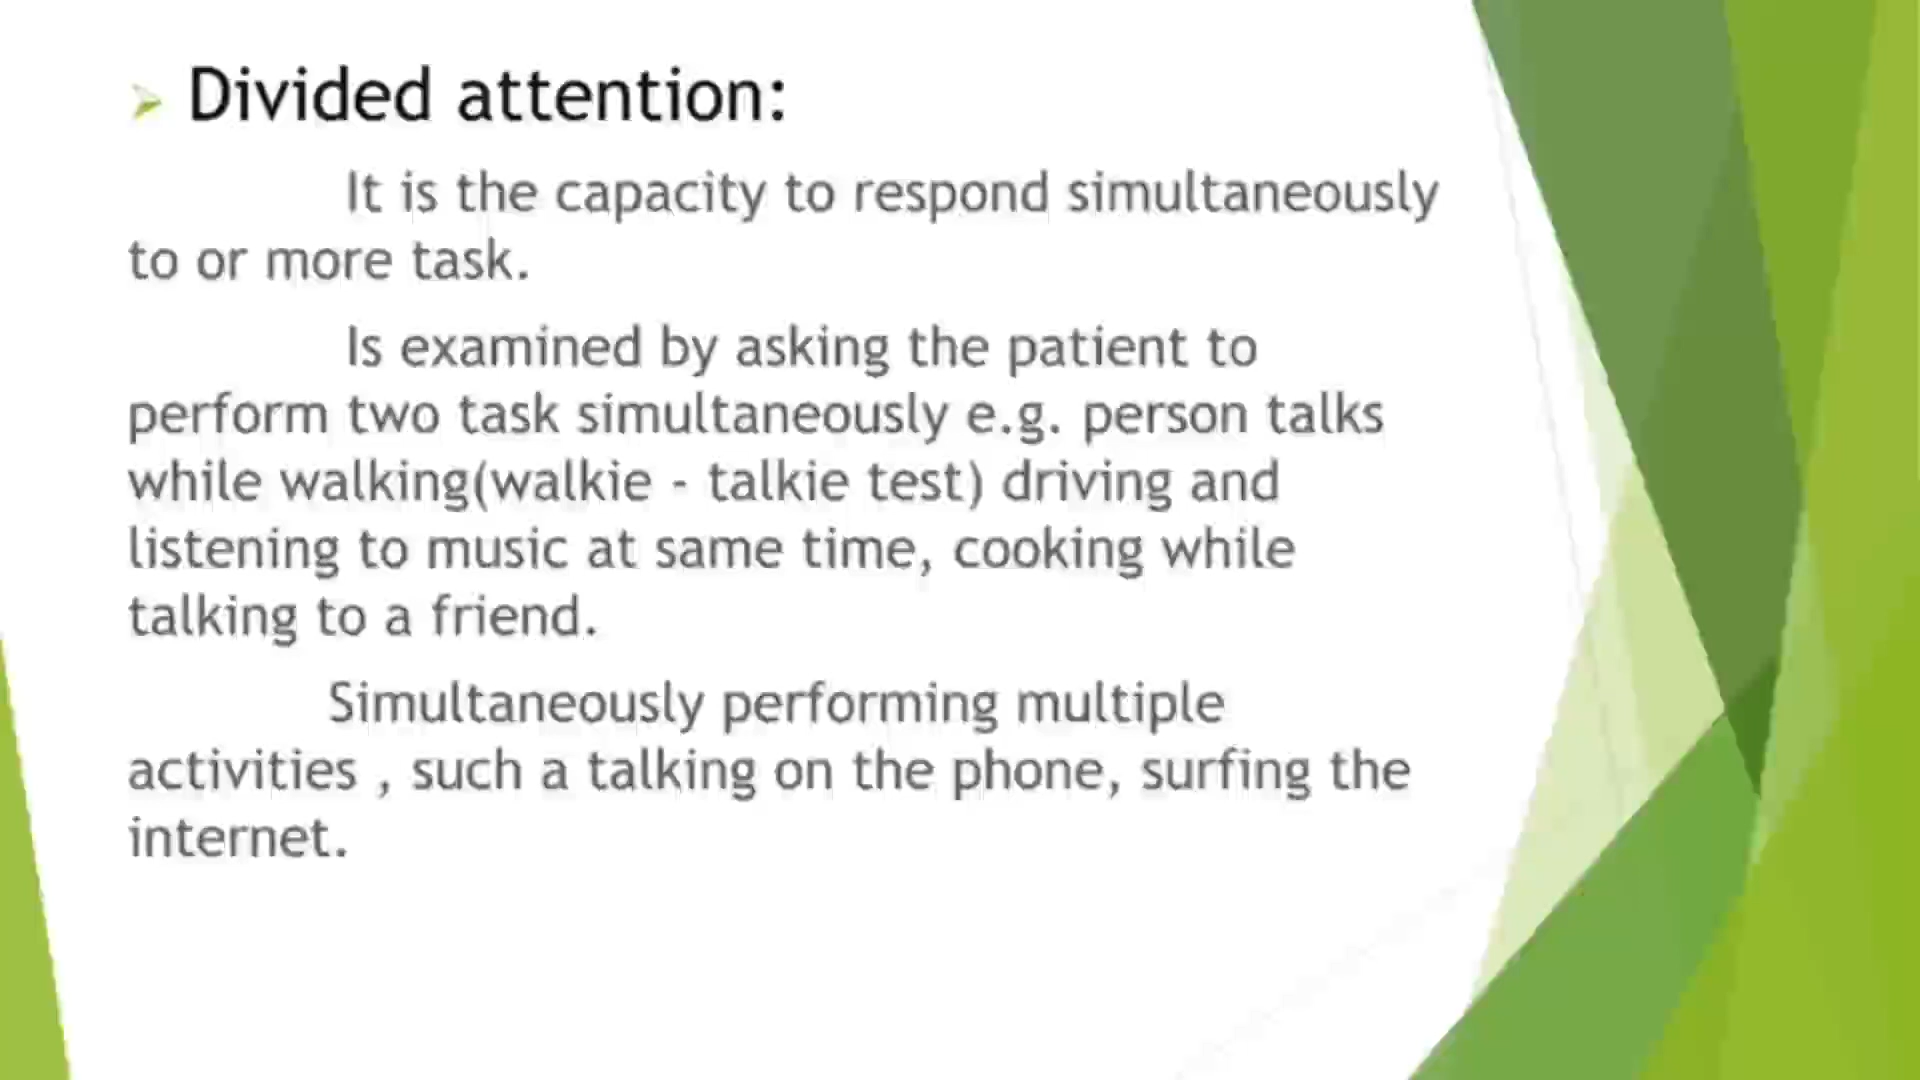 Divided attention:
It is the capacity to respond simultaneously
to or more task.
Is examined by asking the patient to
perform two task simultaneously e.g. person talks
while walking(walkie - talkie test) driving and
listening to music at same time, cooking while
talking to a friend.
Simultaneously performing multiple
activities , such a talking on the phone, surfing the
internet.